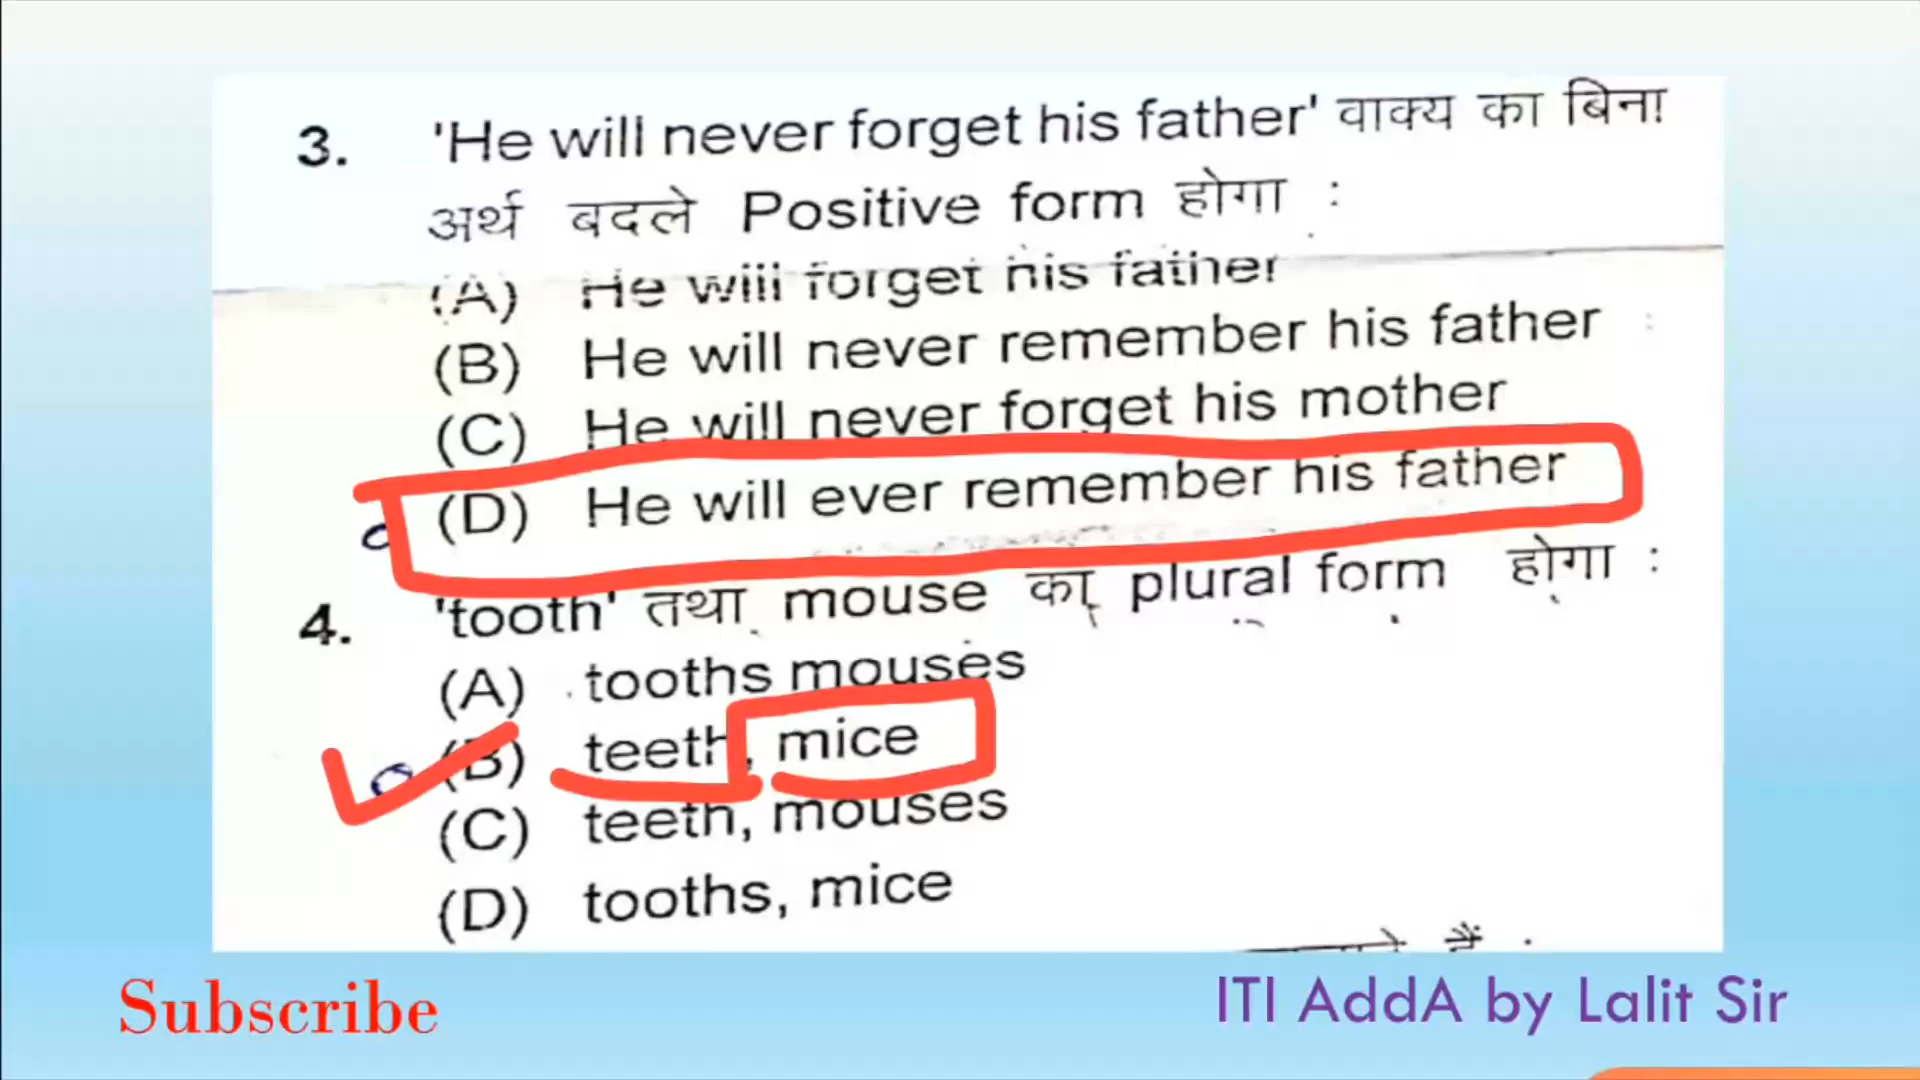 3. 'He will never forget his father' वाक्य का बिना
अर्थ बदले Positive form होगा :
(A) He will forget his father
(B) He will never remember his father
(C) He will never forget his mother
(D) He will ever remember his father
4. 'tooth' तथा mouse का plural form होगा :
(A) tooths mouses
(B) teeth, mice
(C) teeth, mouses
(D) tooths, mice
Subscribe
ITI AddA by Lalit Sir